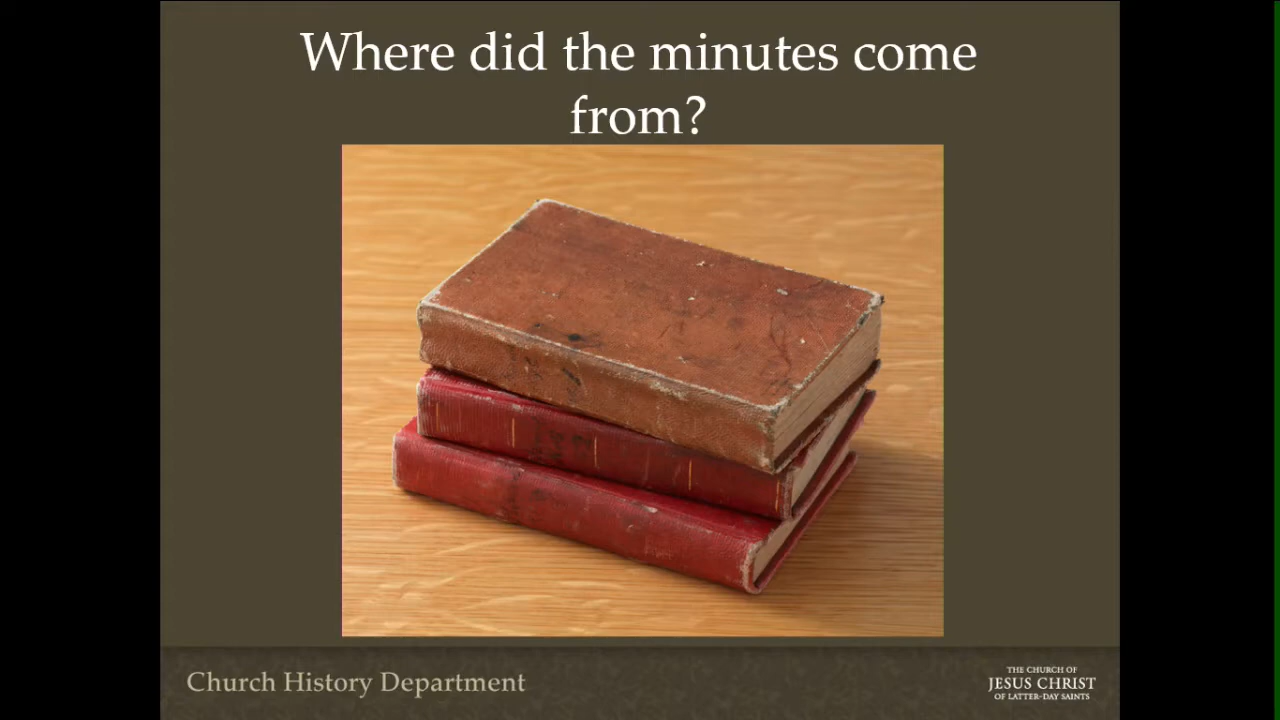 Where did the minutes come
from?
Church History Department
THE CHURCH OF
JESUS CHRIST
OF LATTER-DAY SAINTS